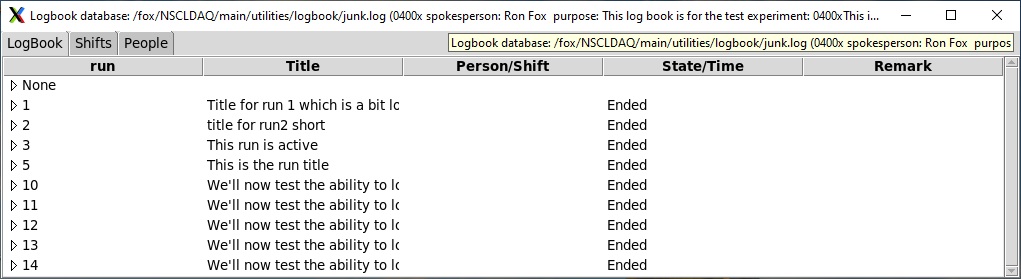 Logbook database: /fox/NSCLDAQ/main/utilities/logbook/junk.log (0400x spokesperson: Ron Fox purpose: This log book is for the test experiment: 0400xThis i...
LogBook Shifts People Logbook database: /fox/NSCLDAQ/main/utilities/logbook/junk.log (0400x spokesperson: Ron Fox purpos
run Title Person/Shift State/Time Remark
None
1 Title for run 1 which is a bit lo Ended
2 title for run2 short Ended
3 This run is active Ended
5 This is the run title Ended
10 We'll now test the ability to lo Ended
11 We'll now test the ability to lo Ended
12 We'll now test the ability to lo Ended
13 We'll now test the ability to lo Ended
14 We'll now test the ability to lo Ended